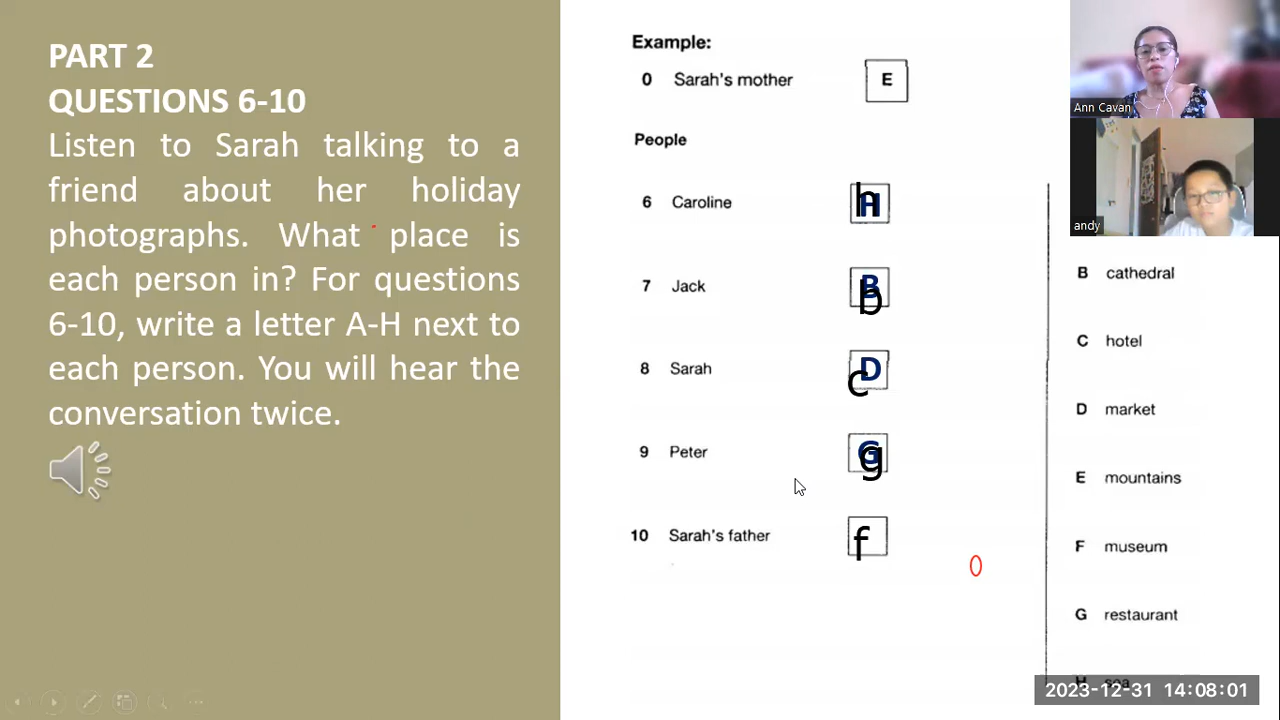 PART 2
QUESTIONS 6-10
Listen to Sarah talking to a
friend about her holiday
photographs. What place is
each person in? For questions
6-10, write a letter A-H next to
each person. You will hear the
conversation twice.
Example:
0 Sarah's mother E
People
6 Caroline H h
7 Jack B b
8 Sarah D c
9 Peter G g
10 Sarah's father f
0
Ann Cavan
andy
B cathedral
C hotel
D market
E mountains
F museum
G restaurant
H sea
2023-12-31 14:08:01